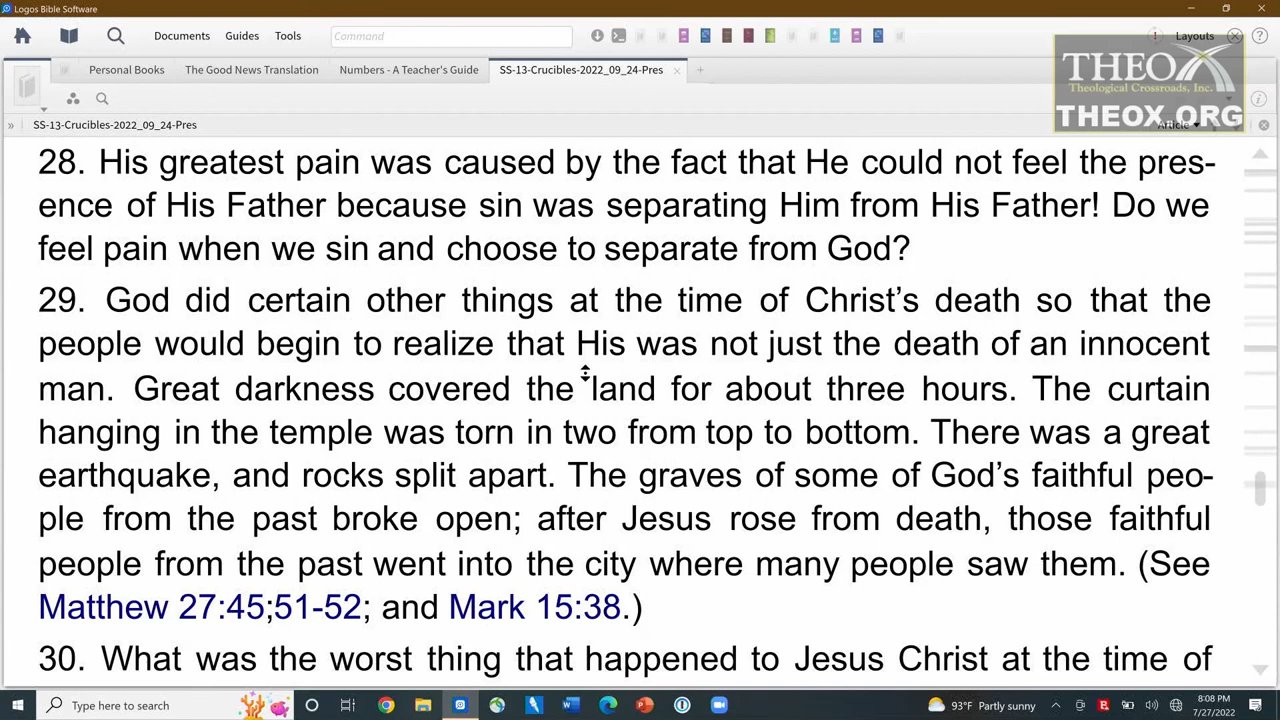 Logos Bible Software
Documents Guides Tools Command Layouts
THEOX
Theological Crossroads, Inc.
THEOX.ORG
Personal Books The Good News Translation Numbers - A Teacher's Guide SS-13-Crucibles-2022_09_24-Pres
SS-13-Crucibles-2022_09_24-Pres Article
28. His greatest pain was caused by the fact that He could not feel the pres-
ence of His Father because sin was separating Him from His Father! Do we
feel pain when we sin and choose to separate from God?
29. God did certain other things at the time of Christ's death so that the
people would begin to realize that His was not just the death of an innocent
man. Great darkness covered the land for about three hours. The curtain
hanging in the temple was torn in two from top to bottom. There was a great
earthquake, and rocks split apart. The graves of some of God's faithful peo-
ple from the past broke open; after Jesus rose from death, those faithful
people from the past went into the city where many people saw them. (See
Matthew 27:45;51-52; and Mark 15:38.)
30. What was the worst thing that happened to Jesus Christ at the time of
Type here to search 93°F Partly sunny 8:08 PM
7/27/2022